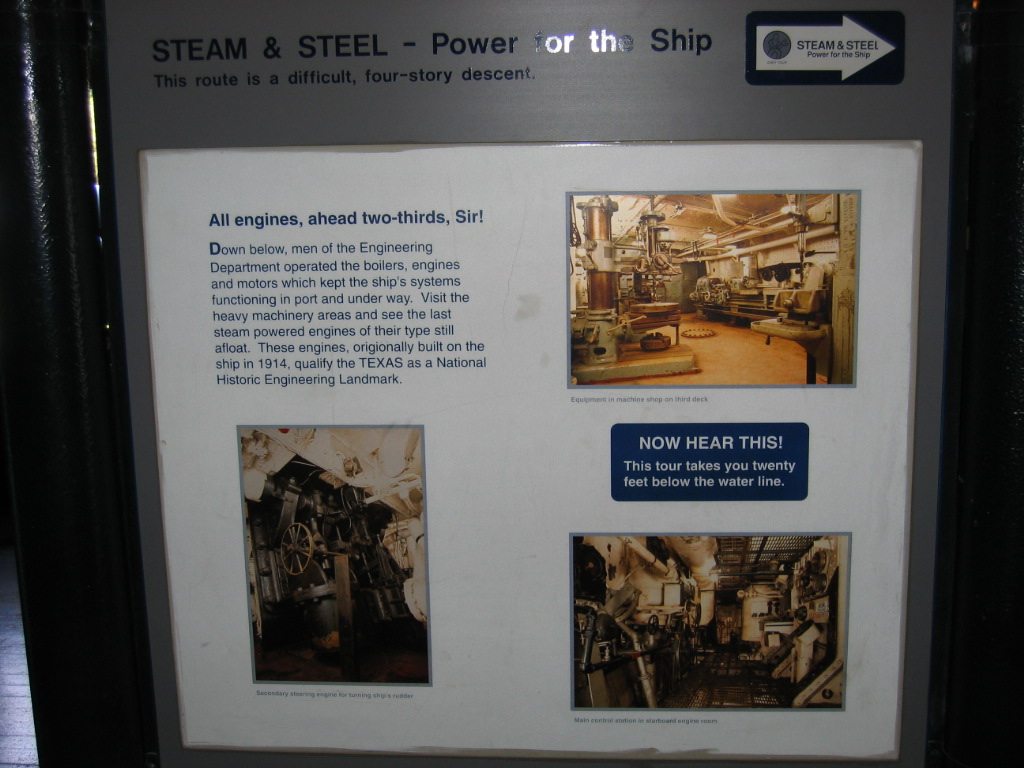 STEAM & STEEL - Power for the Ship
This route is a difficult, four-story descent.
STEAM & STEEL
Power for the Ship
All engines, ahead two-thirds, Sir!
Down below, men of the Engineering
Department operated the boilers, engines
and motors which kept the ship's systems
functioning in port and under way. Visit the
heavy machinery areas and see the last
steam powered engines of their type still
afloat. These engines, origionally built on the
ship in 1914, qualify the TEXAS as a National
Historic Engineering Landmark.
Equipment in machine shop on third deck
NOW HEAR THIS!
This tour takes you twenty
feet below the water line.
Secondary steering engine for turning ship's rudder
Main control station in starboard engine room